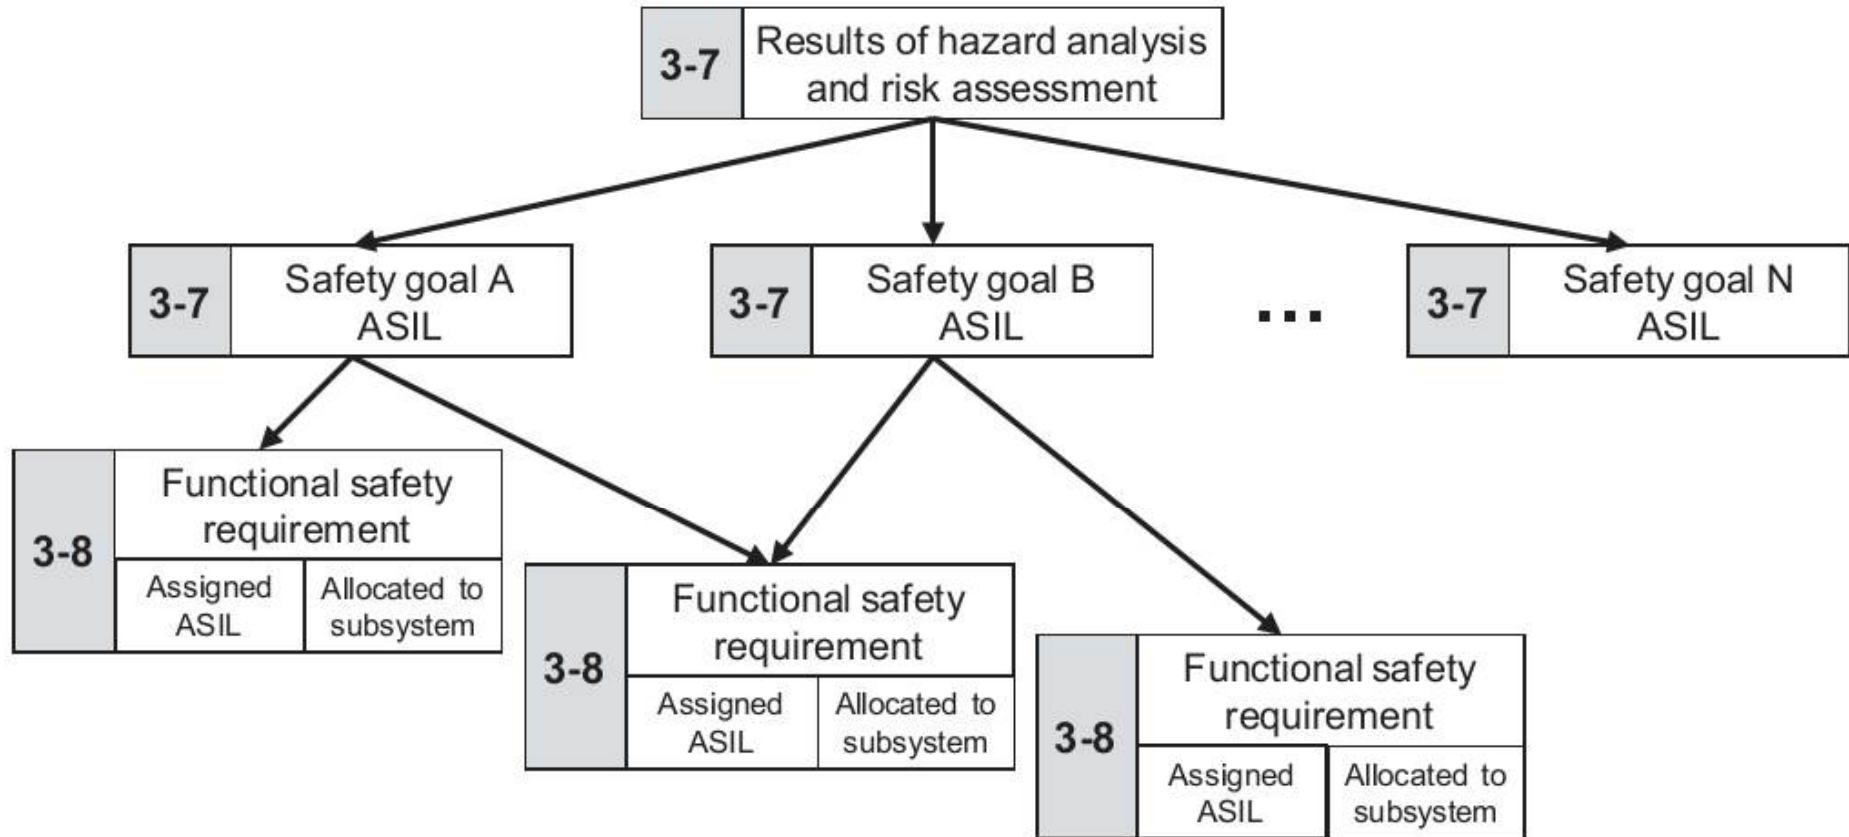 3-7
Results of hazard analysis
and risk assessment
3-7
Safety goal A
ASIL
3-7
Safety goal B
ASIL
...
3-7
Safety goal N
ASIL
3-8
Functional safety
requirement
Assigned
ASIL
Allocated to
subsystem
3-8
Functional safety
requirement
Assigned
ASIL
Allocated to
subsystem
3-8
Functional safety
requirement
Assigned
ASIL
Allocated to
subsystem